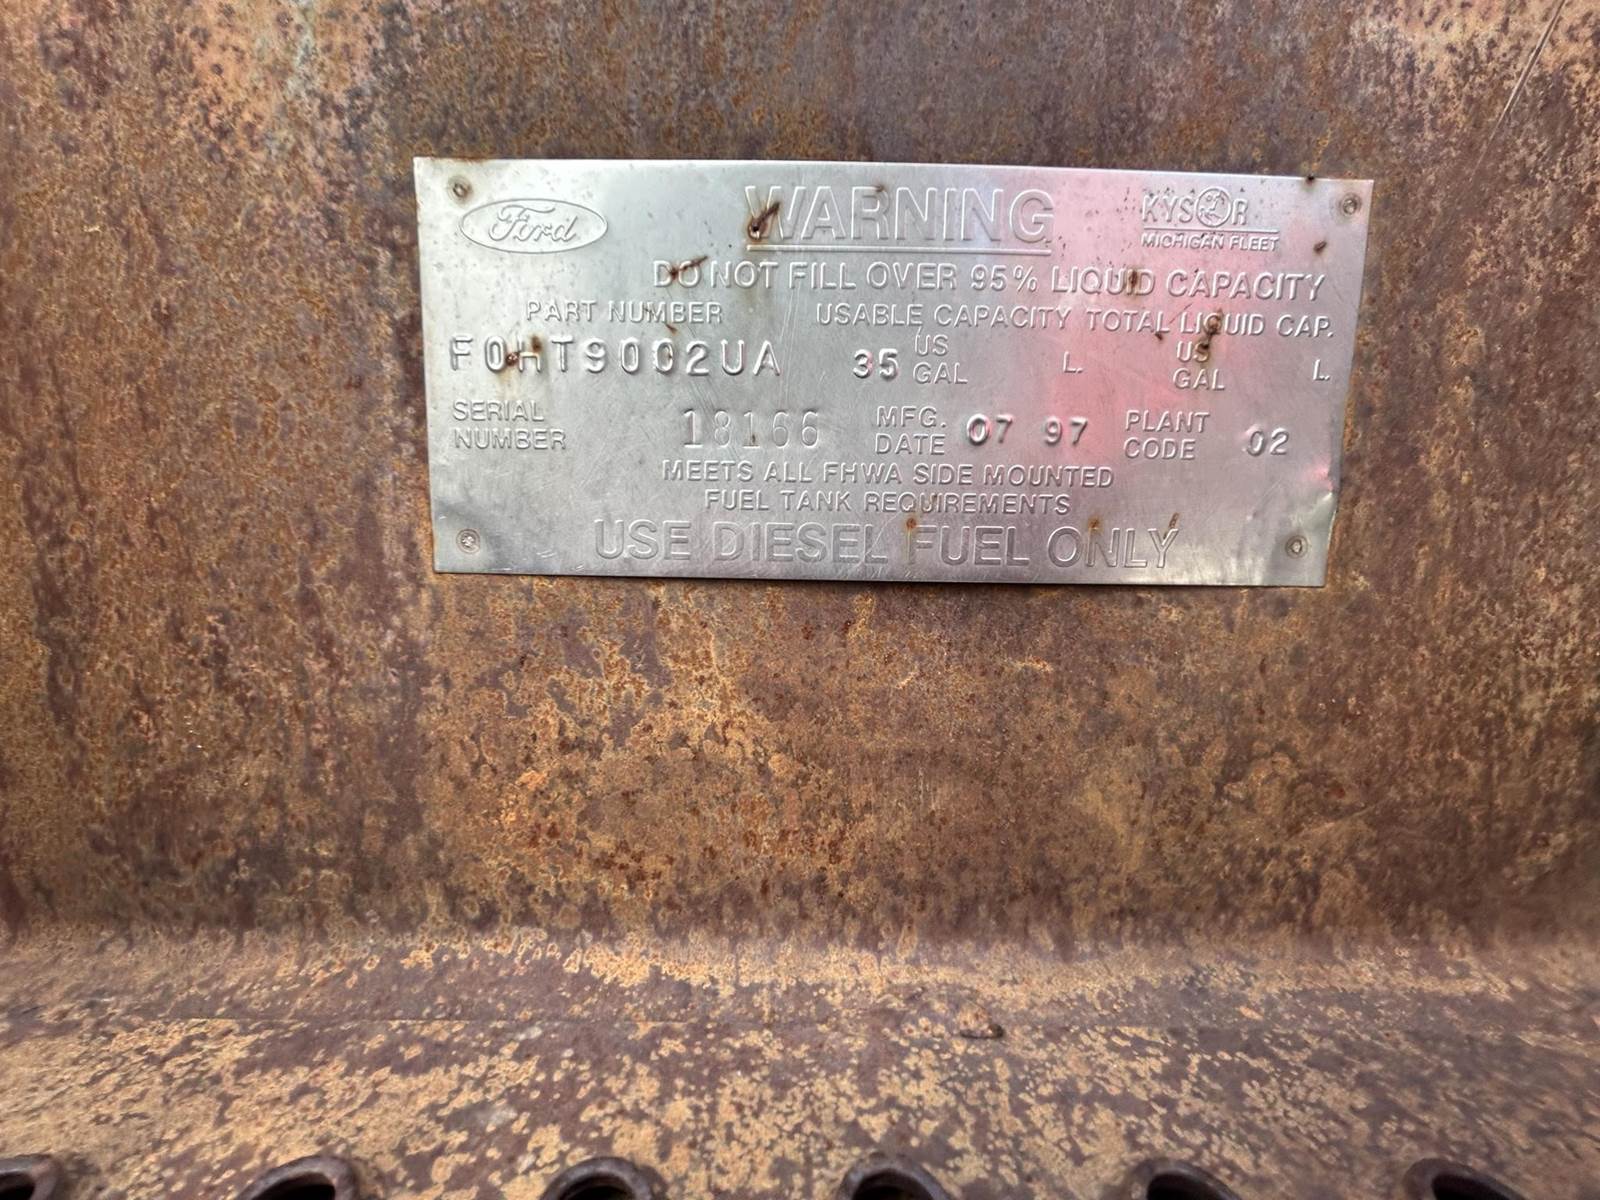 Ford WARNING KYSOR
MICHIGAN FLEET
DO NOT FILL OVER 95% LIQUID CAPACITY
PART NUMBER USABLE CAPACITY TOTAL LIQUID CAP.
F0HT9002UA 35 US GAL L. US GAL L.
SERIAL NUMBER 18166 MFG. DATE 07 97 PLANT CODE 02
MEETS ALL FHWA SIDE MOUNTED
FUEL TANK REQUIREMENTS
USE DIESEL FUEL ONLY